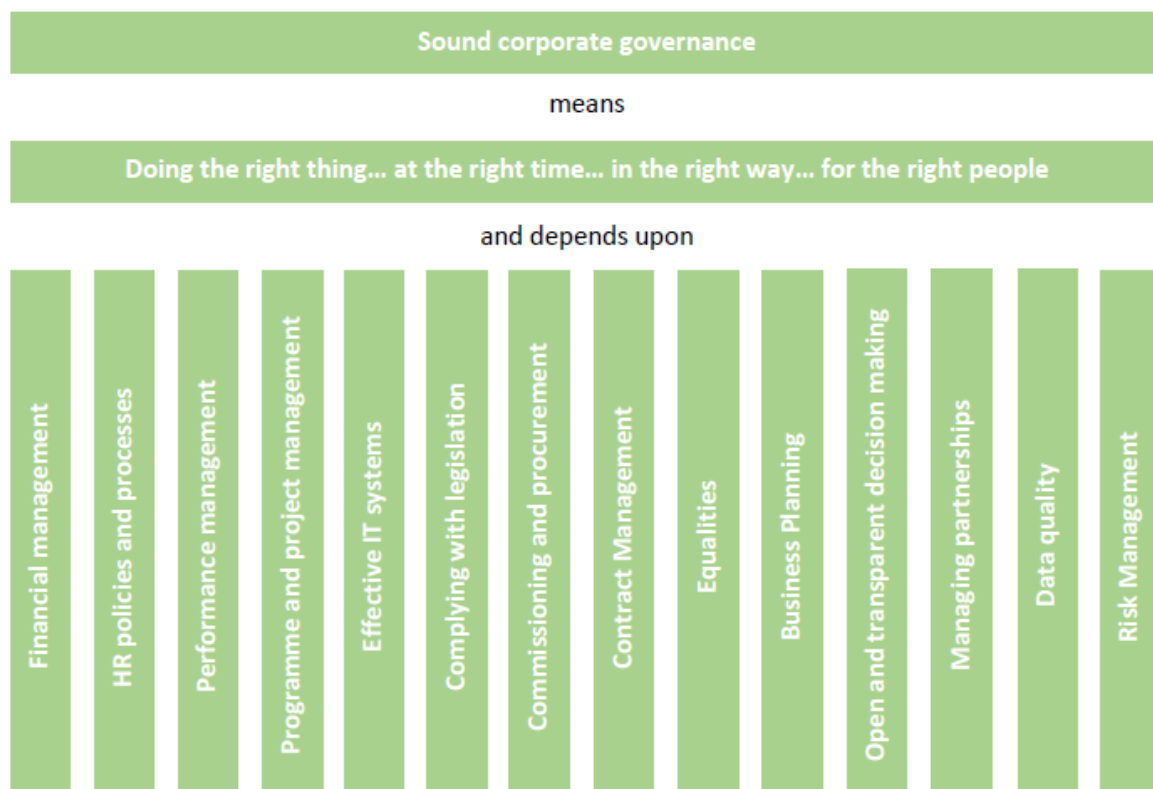 Sound corporate governance
means
Doing the right thing... at the right time... in the right way... for the right people
and depends upon
Financial management
HR policies and processes
Performance management
Programme and project management
Effective IT systems
Complying with legislation
Commissioning and procurement
Contract Management
Equalities
Business Planning
Open and transparent decision making
Managing partnerships
Data quality
Risk Management